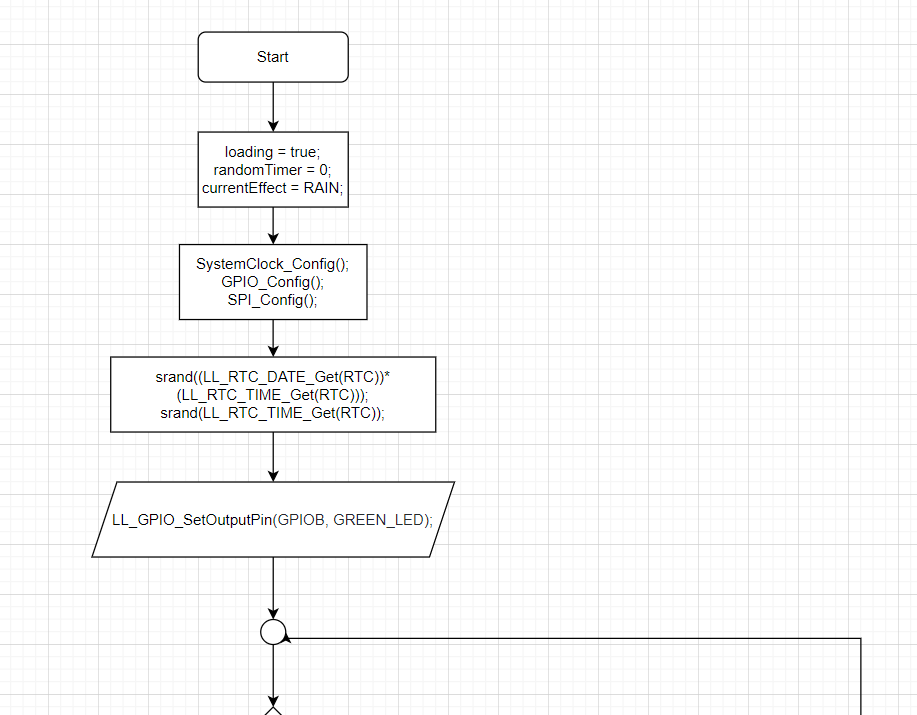 Start
loading = true;
randomTimer = 0;
currentEffect = RAIN;
SystemClock_Config();
GPIO_Config();
SPI_Config();
srand((LL_RTC_DATE_Get(RTC))*
(LL_RTC_TIME_Get(RTC)));
srand(LL_RTC_TIME_Get(RTC));
LL_GPIO_SetOutputPin(GPIOB, GREEN_LED);